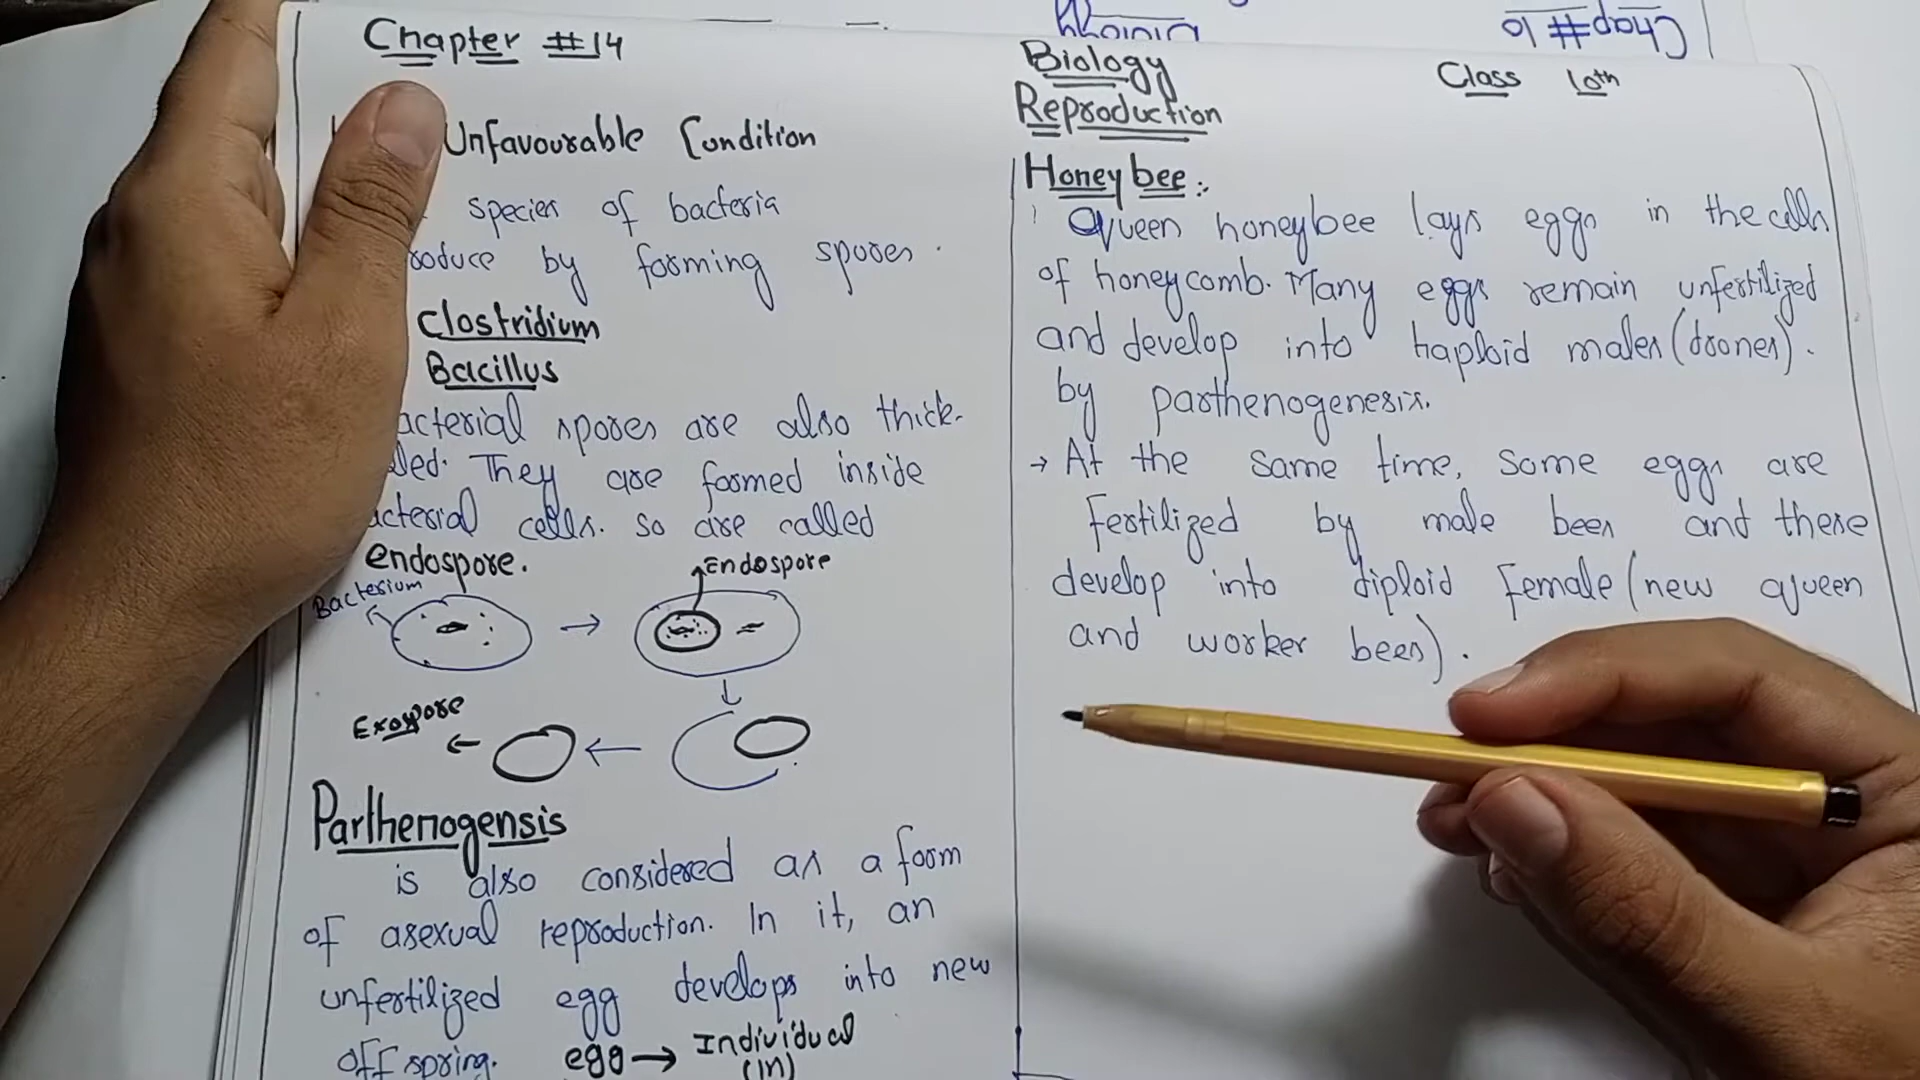 Chapter #14
Biology
Reproduction
Class 10th
Unfavourable Condition
species of bacteria
roduce by forming spores.
Clostridium
Bacillus
acterial spores are also thick-
lled. They are formed inside
acterial cells. so are called
endospore.
Bacterium
Endospore
Exospore
Parthenogensis
is also considered as a form
of asexual reproduction. In it, an
unfertilized egg develops into new
offspring. egg → Individual
(1n)
Honeybee:
Queen honeybee lays eggs in the cells
of honeycomb. Many eggs remain unfertilized
and develop into haploid males (drones).
by parthenogenesis.
→ At the same time, some eggs are
Fertilized by male bees and these
develop into diploid Female (new queen
and worker bees).
Chap# 10